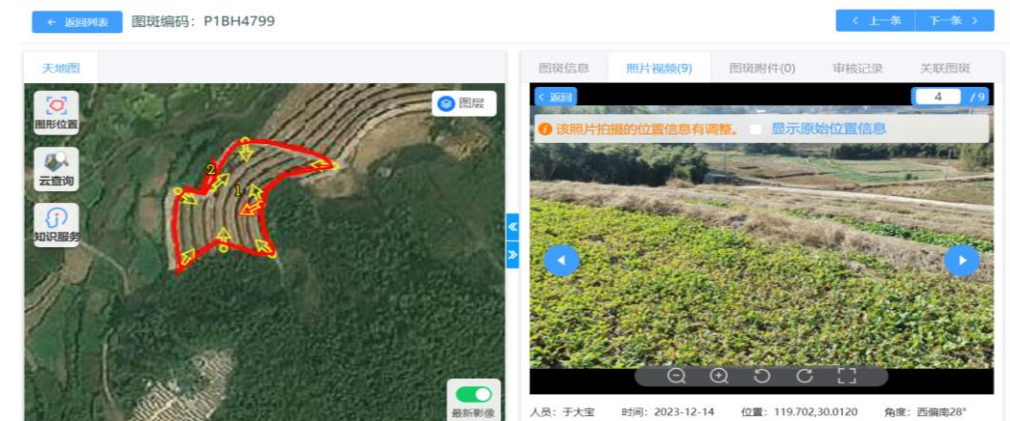 ← 返回列表 图斑编码：P1BH4799 < 上一条 下一条 >
天地图
图形位置
云查询
知识服务
图层
2
1
最新影像
图斑信息 照片视频(9) 图斑附件(0) 审核记录 关联图斑
< 返回 4 / 9
该照片拍摄的位置信息有调整。 显示原始位置信息
人员：于大宝 时间：2023-12-14 位置：119.702,30.0120 角度：西偏南28°